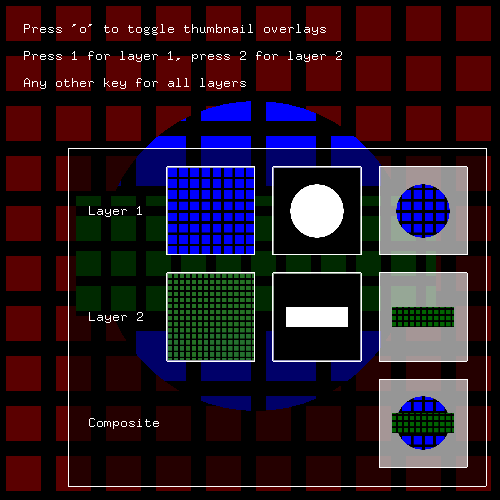 Press 'o' to toggle thumbnail overlays
Press 1 for layer 1, press 2 for layer 2
Any other key for all layers
Layer 1
Layer 2
Composite